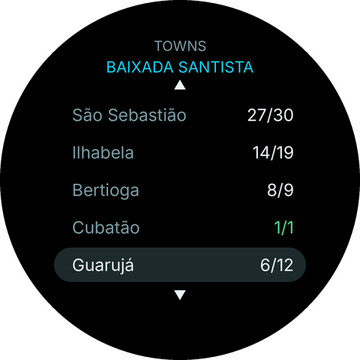 TOWNS
BAIXADA SANTISTA
São Sebastião 27/30
Ilhabela 14/19
Bertioga 8/9
Cubatão 1/1
Guarujá 6/12